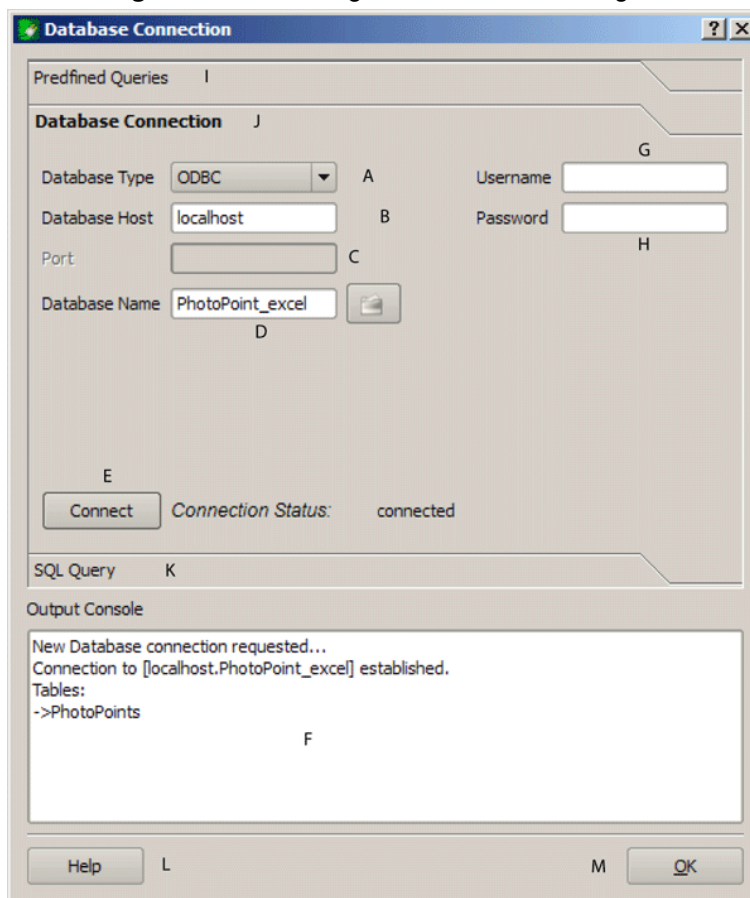 Database Connection
Predfined Queries I
Database Connection J
G
Database Type ODBC A Username
Database Host localhost B Password
H
Port C
Database Name PhotoPoint_excel
D
E
Connect Connection Status: connected
SQL Query K
Output Console
New Database connection requested...
Connection to [localhost.PhotoPoint_excel] established.
Tables:
->PhotoPoints
F
Help L M OK